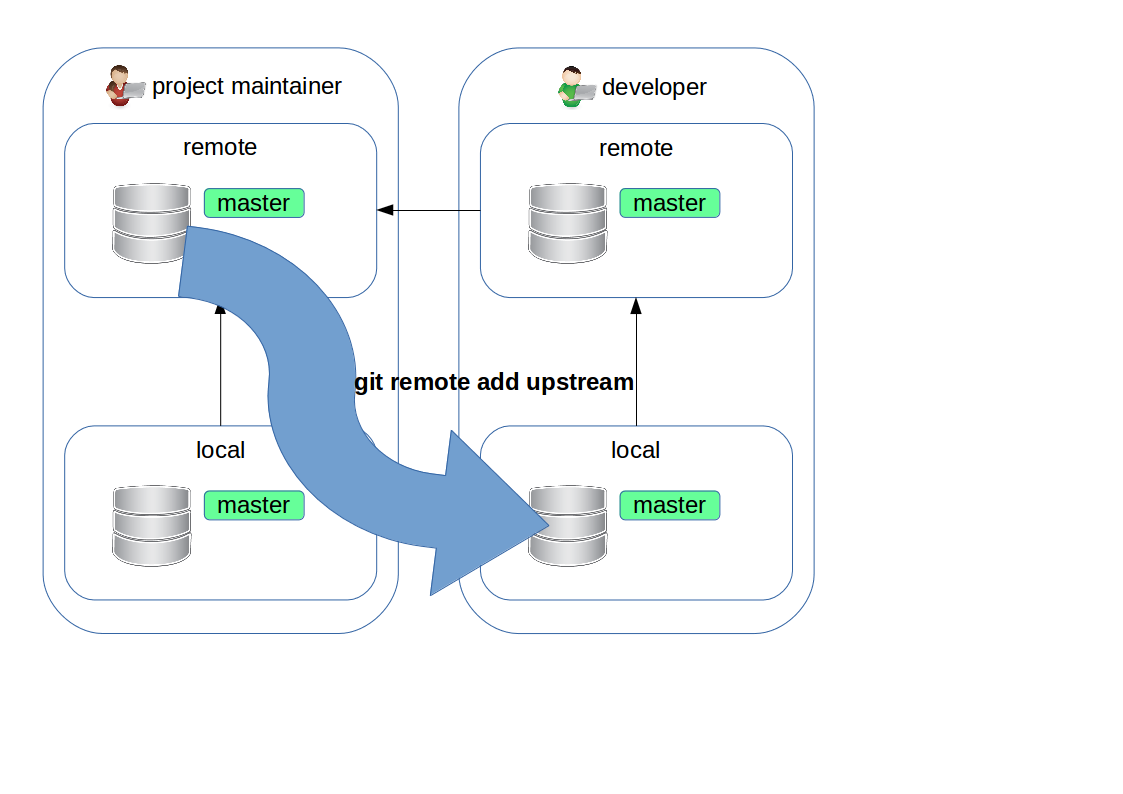 project maintainer
developer
remote
remote
master
master
git remote add upstream
local
local
master
master